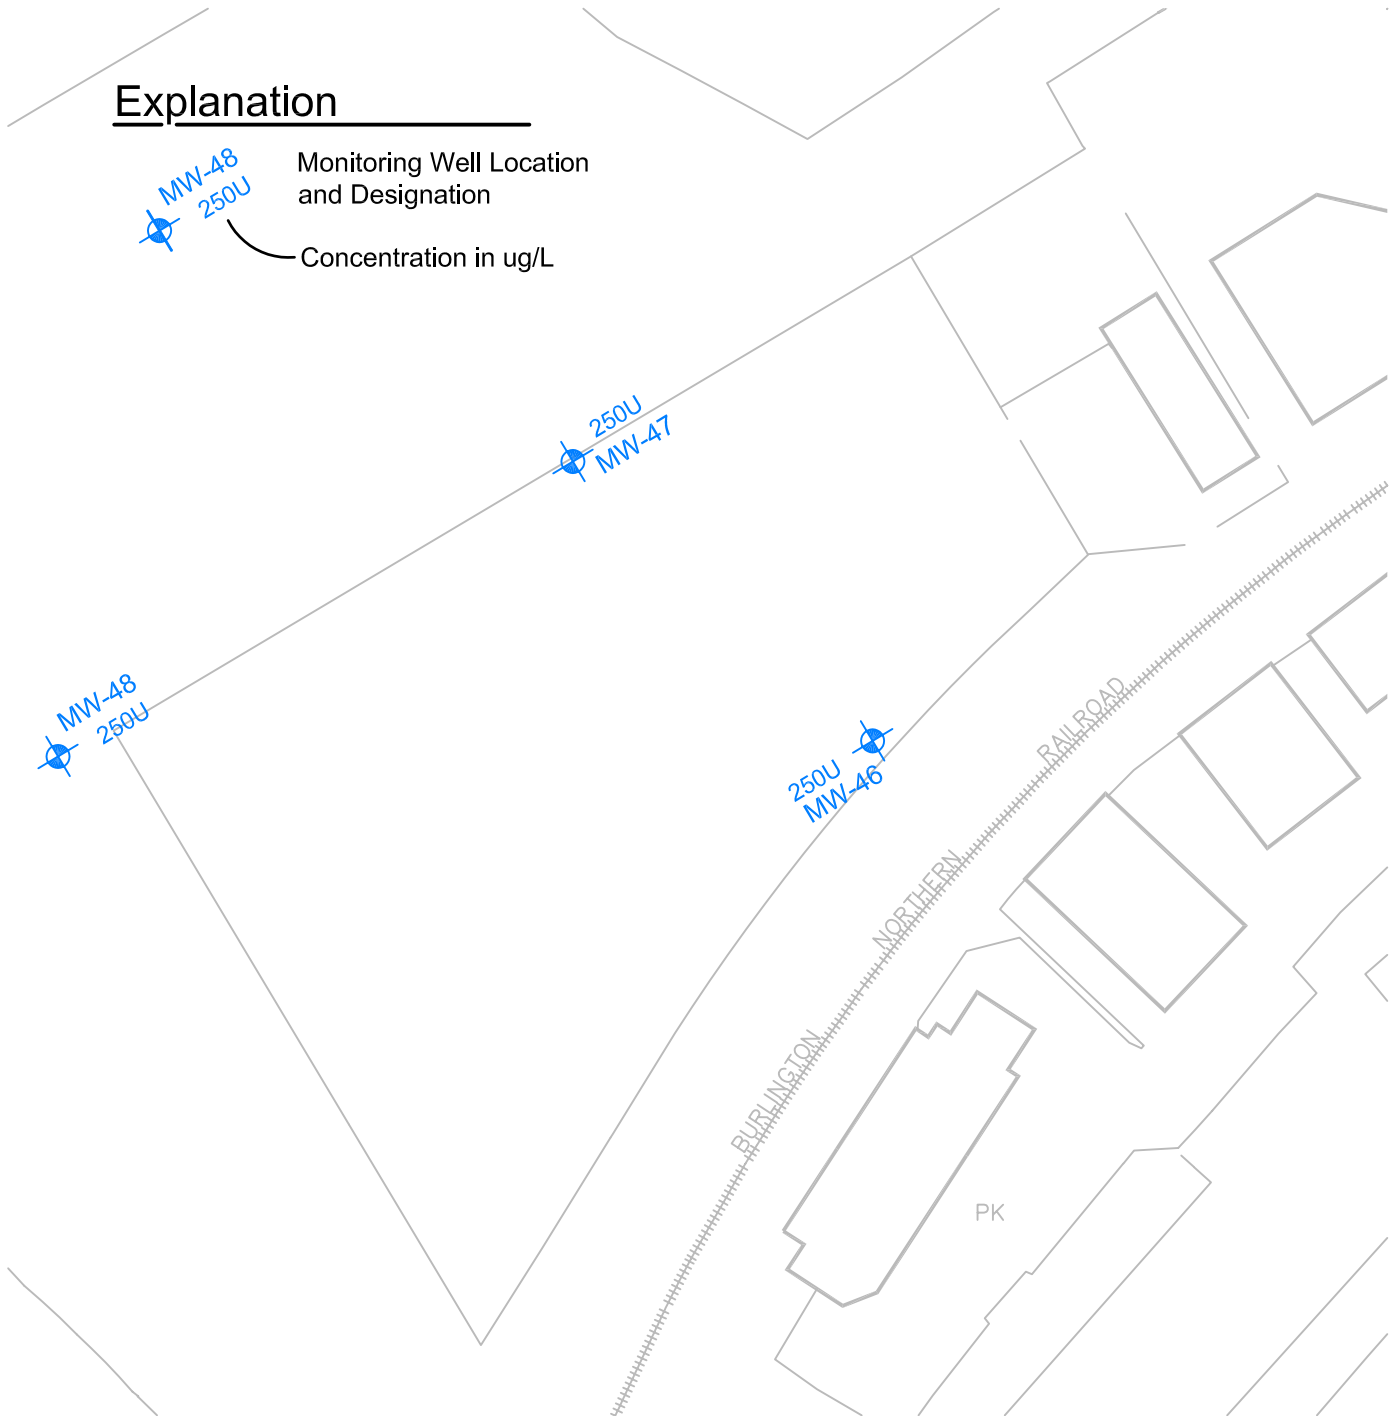 Explanation
MW-48
250U
Monitoring Well Location
and Designation
Concentration in ug/L
250U
MW-47
MW-48
250U
250U
MW-46
RAILROAD
NORTHERN
BURLINGTON
PK